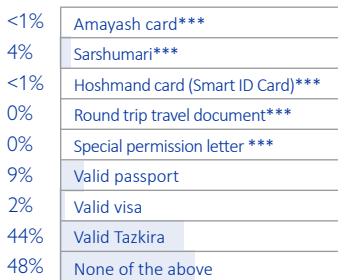 <1% Amayash card***
4% Sarshumari***
<1% Hoshmand card (Smart ID Card)***
0% Round trip travel document***
0% Special permission letter ***
9% Valid passport
2% Valid visa
44% Valid Tazkira
48% None of the above